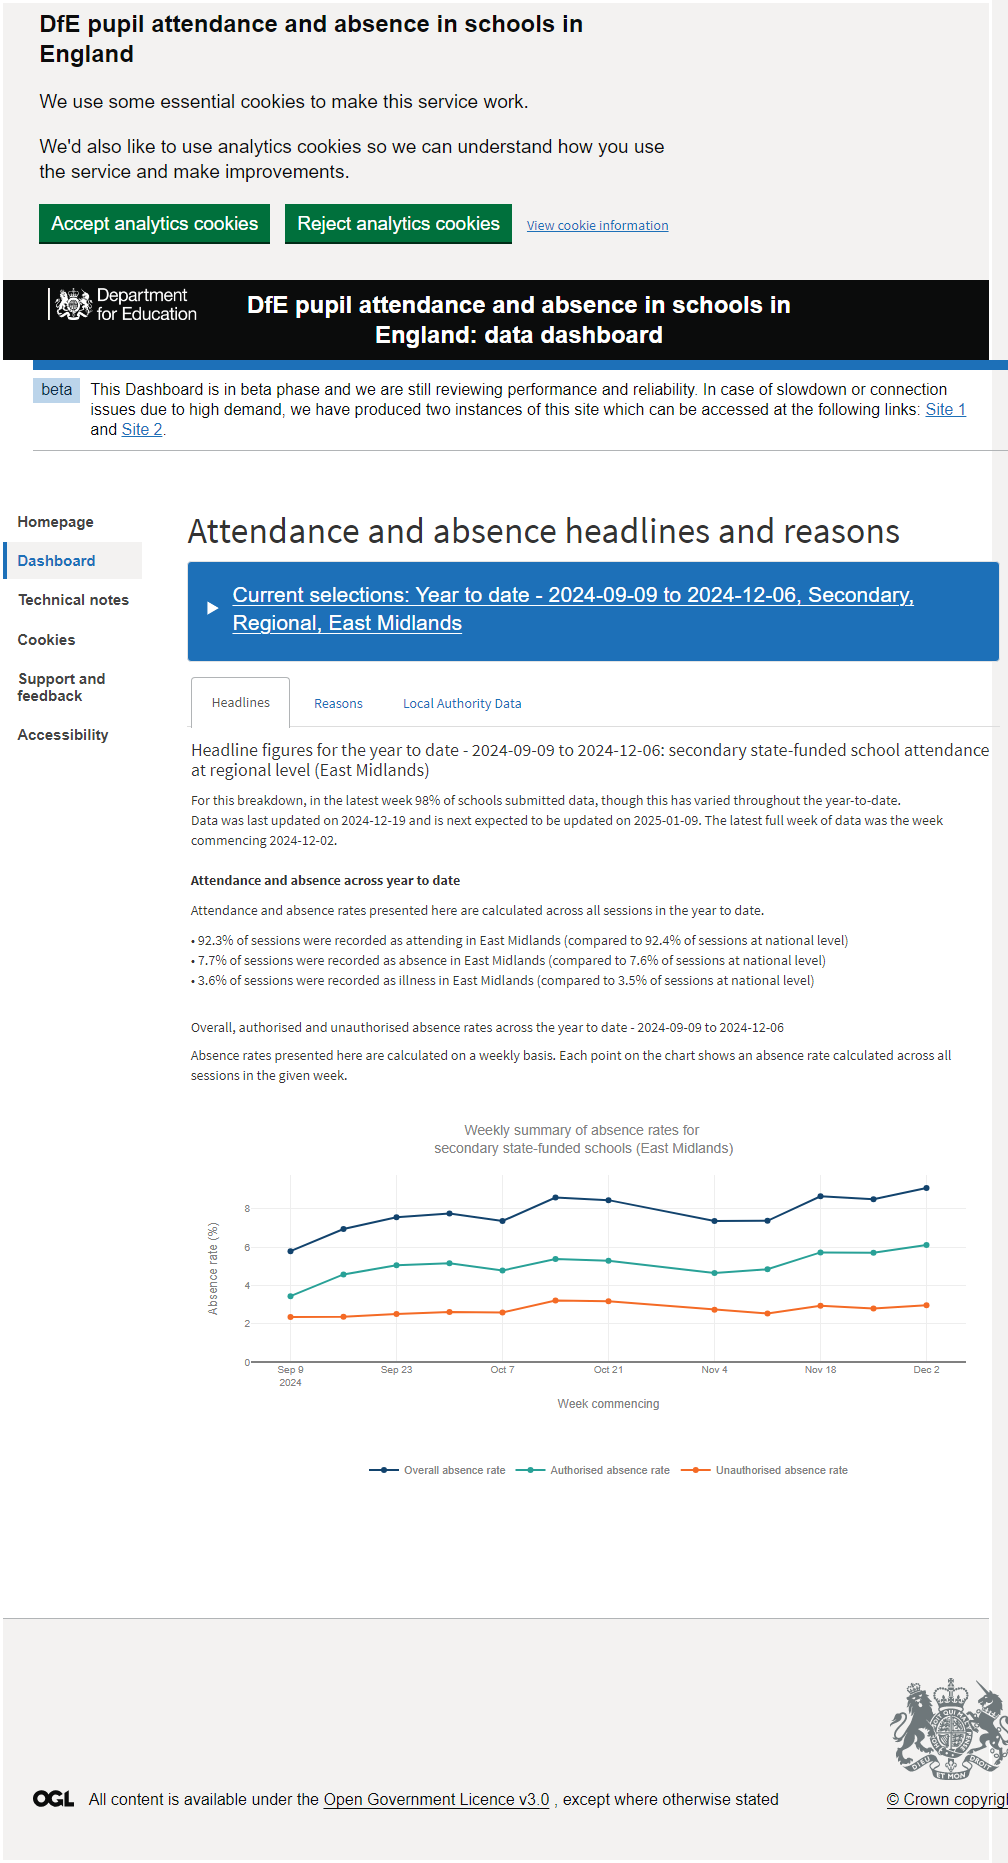 DfE pupil attendance and absence in schools in
England
We use some essential cookies to make this service work.
We'd also like to use analytics cookies so we can understand how you use
the service and make improvements.
Accept analytics cookies Reject analytics cookies View cookie information
Department
for Education
DfE pupil attendance and absence in schools in
England: data dashboard
beta This Dashboard is in beta phase and we are still reviewing performance and reliability. In case of slowdown or connection
issues due to high demand, we have produced two instances of this site which can be accessed at the following links: Site 1
and Site 2.
Homepage
Dashboard
Technical notes
Cookies
Support and
feedback
Accessibility
Attendance and absence headlines and reasons
Current selections: Year to date - 2024-09-09 to 2024-12-06, Secondary,
Regional, East Midlands
Headlines Reasons Local Authority Data
Headline figures for the year to date - 2024-09-09 to 2024-12-06: secondary state-funded school attendance
at regional level (East Midlands)
For this breakdown, in the latest week 98% of schools submitted data, though this has varied throughout the year-to-date.
Data was last updated on 2024-12-19 and is next expected to be updated on 2025-01-09. The latest full week of data was the week
commencing 2024-12-02.
Attendance and absence across year to date
Attendance and absence rates presented here are calculated across all sessions in the year to date.
• 92.3% of sessions were recorded as attending in East Midlands (compared to 92.4% of sessions at national level)
• 7.7% of sessions were recorded as absence in East Midlands (compared to 7.6% of sessions at national level)
• 3.6% of sessions were recorded as illness in East Midlands (compared to 3.5% of sessions at national level)
Overall, authorised and unauthorised absence rates across the year to date - 2024-09-09 to 2024-12-06
Absence rates presented here are calculated on a weekly basis. Each point on the chart shows an absence rate calculated across all
sessions in the given week.
Weekly summary of absence rates for
secondary state-funded schools (East Midlands)
Absence rate (%)
8
6
4
2
0
Sep 9 Sep 23 Oct 7 Oct 21 Nov 4 Nov 18 Dec 2
2024
Week commencing
Overall absence rate Authorised absence rate Unauthorised absence rate
DIEU ET MON DROIT
OGL All content is available under the Open Government Licence v3.0 , except where otherwise stated
© Crown copyrig